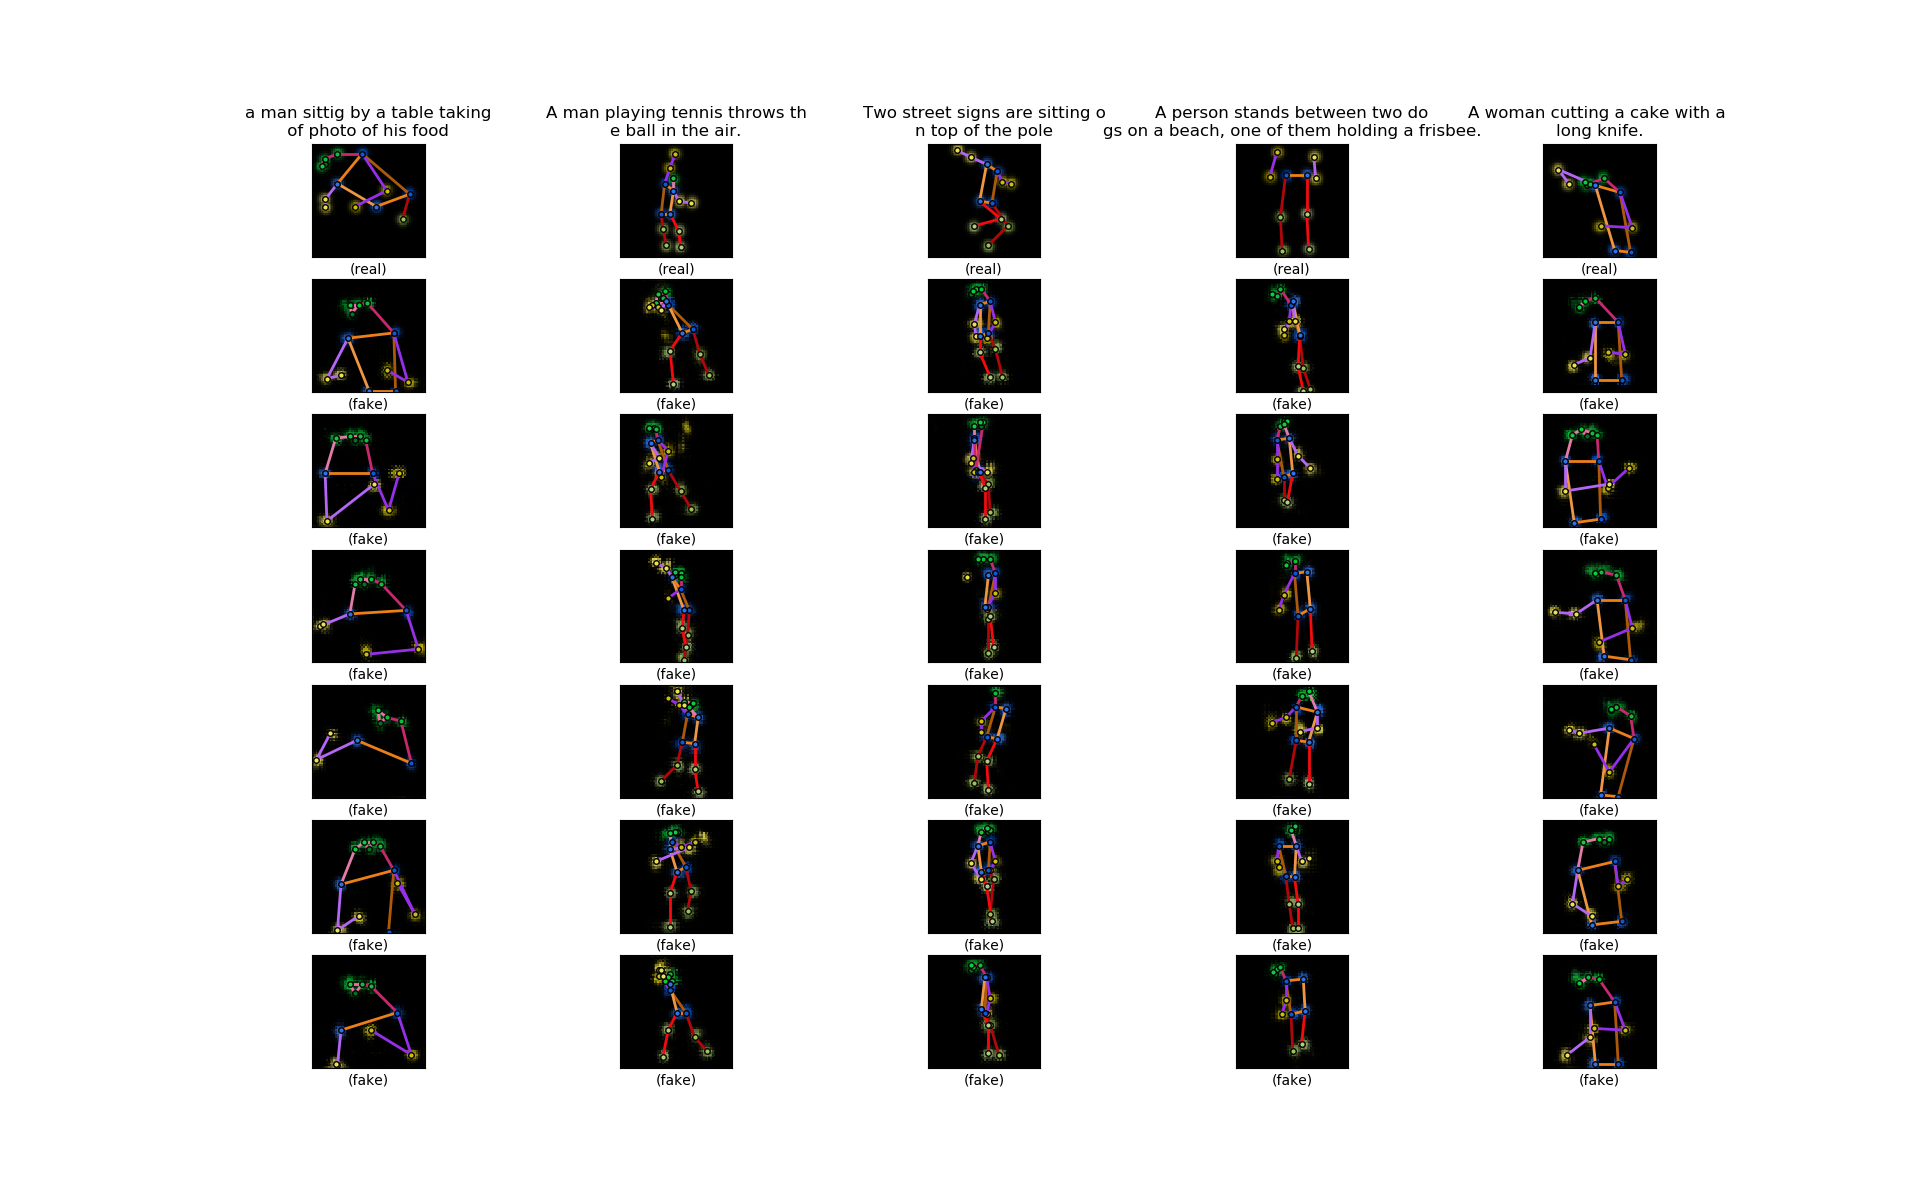 a man sittig by a table taking
of photo of his food
A man playing tennis throws th
e ball in the air.
Two street signs are sitting o
n top of the pole
A person stands between two do
gs on a beach, one of them holding a frisbee.
A woman cutting a cake with a
long knife.
(real) (real) (real) (real) (real)
(fake) (fake) (fake) (fake) (fake)
(fake) (fake) (fake) (fake) (fake)
(fake) (fake) (fake) (fake) (fake)
(fake) (fake) (fake) (fake) (fake)
(fake) (fake) (fake) (fake) (fake)
(fake) (fake) (fake) (fake) (fake)